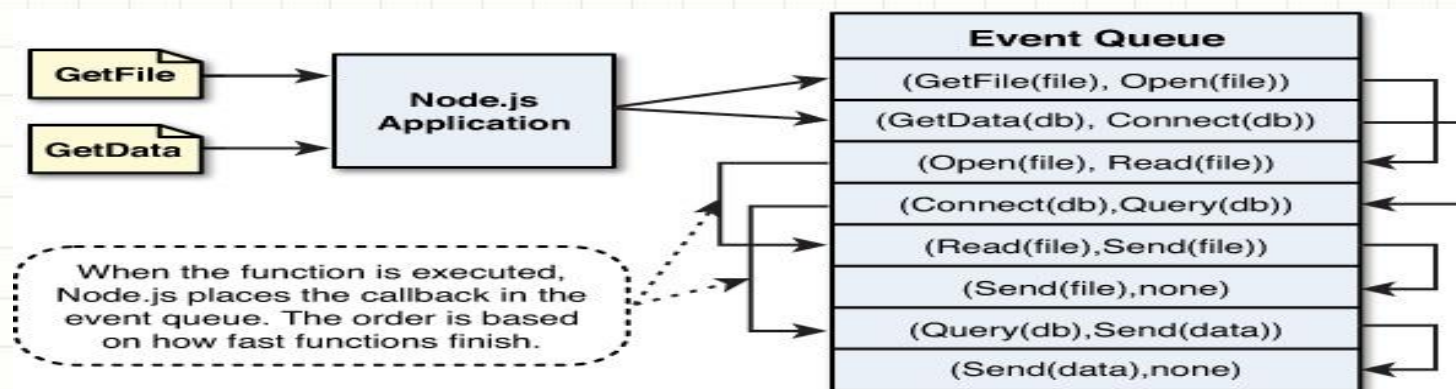 GetFile
GetData
Node.js
Application
Event Queue
(GetFile(file), Open(file))
(GetData(db), Connect(db))
(Open(file), Read(file))
(Connect(db),Query(db))
(Read(file),Send(file))
(Send(file),none)
(Query(db),Send(data))
(Send(data),none)
When the function is executed,
Node.js places the callback in the
event queue. The order is based
on how fast functions finish.